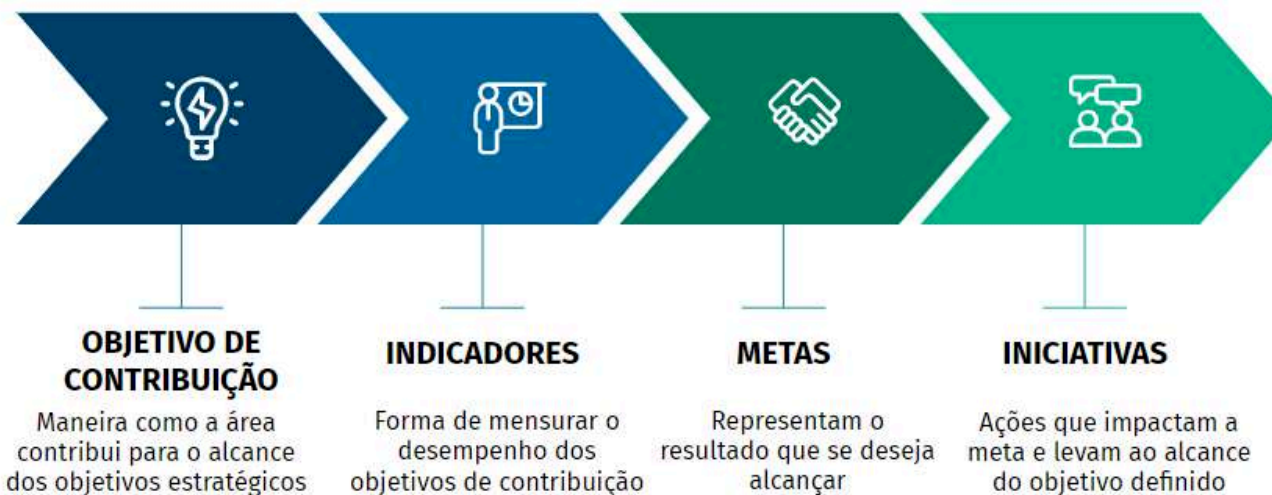 OBJETIVO DE
CONTRIBUIÇÃO
Maneira como a área
contribui para o alcance
dos objetivos estratégicos
INDICADORES
Forma de mensurar o
desempenho dos
objetivos de contribuição
METAS
Representam o
resultado que se deseja
alcançar
INICIATIVAS
Ações que impactam a
meta e levam ao alcance
do objetivo definido